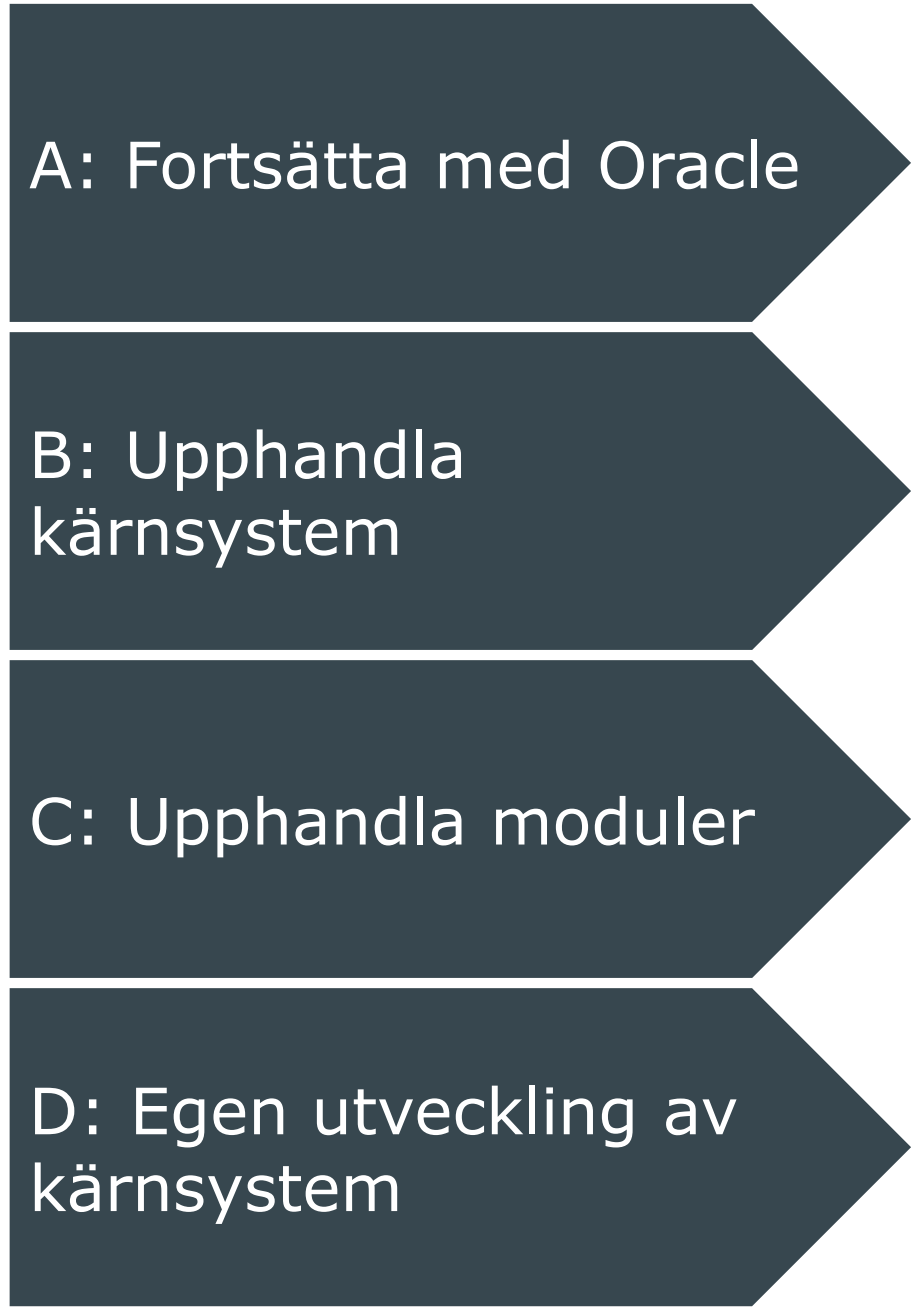 A: Fortsätta med Oracle
B: Upphandla
kärnsystem
C: Upphandla moduler
D: Egen utveckling av
kärnsystem